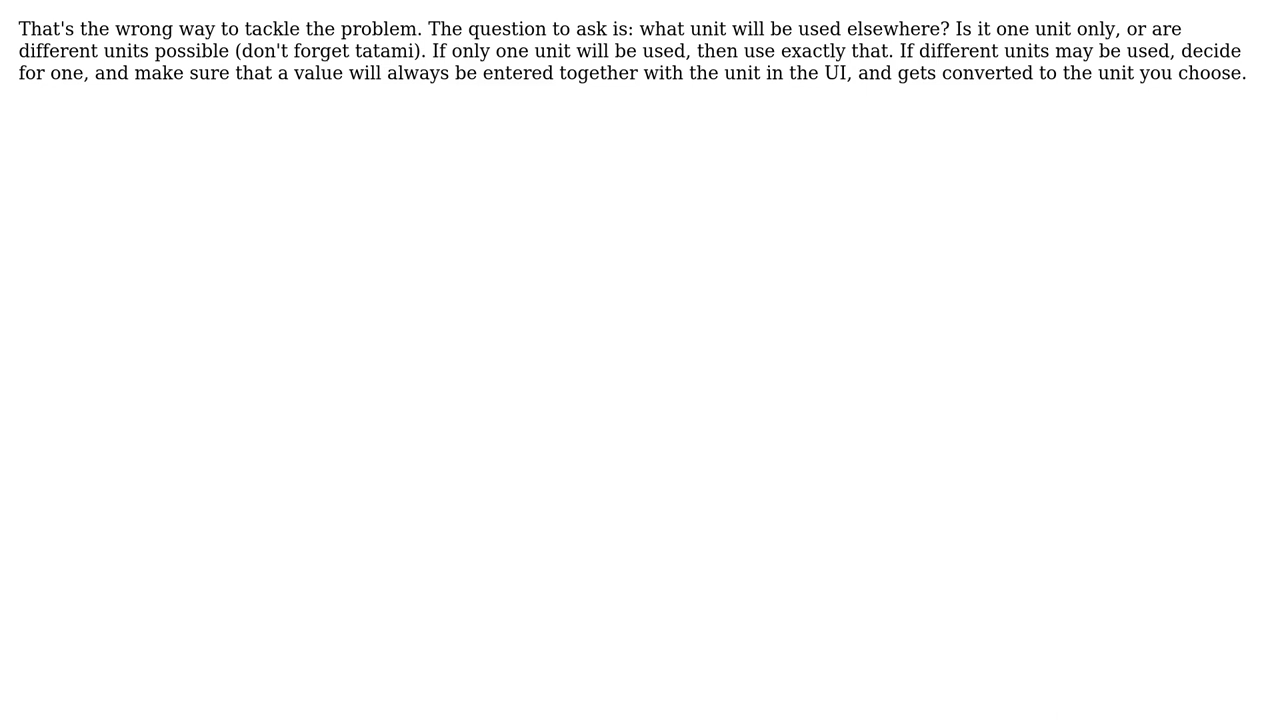 That's the wrong way to tackle the problem. The question to ask is: what unit will be used elsewhere? Is it one unit only, or are
different units possible (don't forget tatami). If only one unit will be used, then use exactly that. If different units may be used, decide
for one, and make sure that a value will always be entered together with the unit in the UI, and gets converted to the unit you choose.